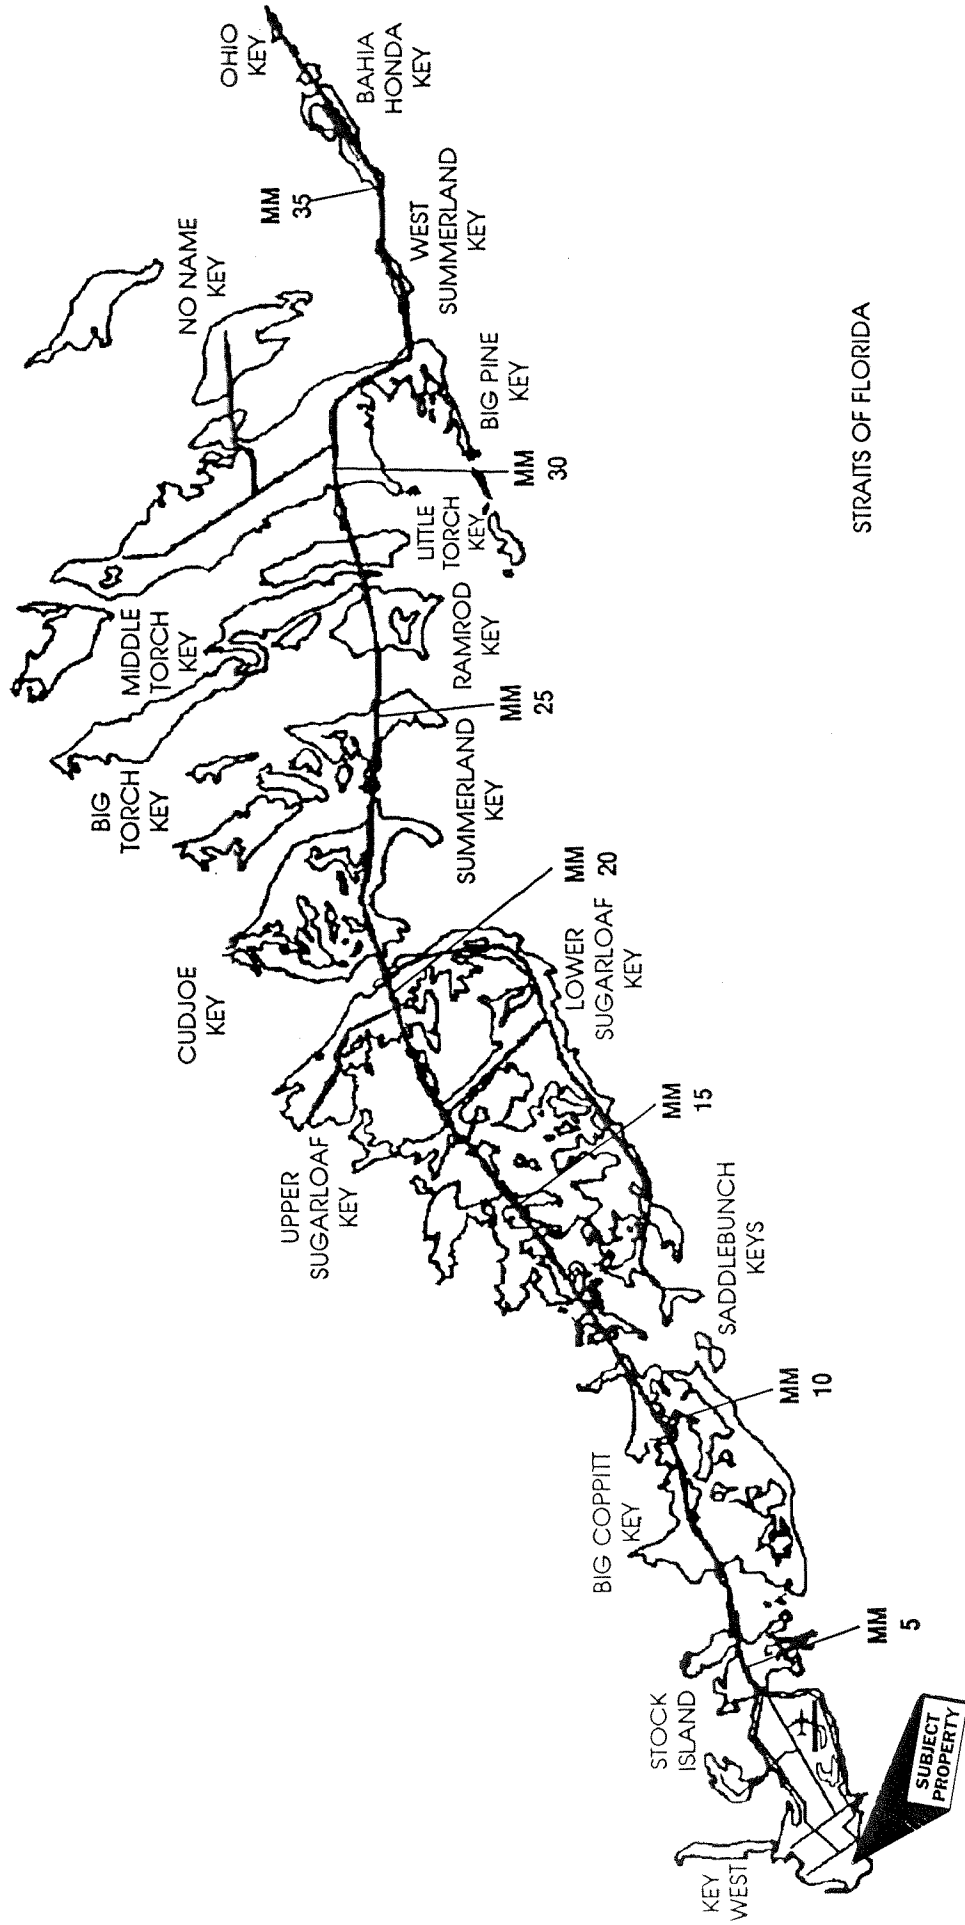 OHIO
KEY
BAHIA
HONDA
KEY
MM
35
WEST
SUMMERLAND
KEY
NO NAME
KEY
BIG PINE
KEY
MM
30
LITTLE
TORCH
KEY
MIDDLE
TORCH
KEY
RAMROD
KEY
MM
25
BIG
TORCH
KEY
SUMMERLAND
KEY
MM
20
CUDJOE
KEY
LOWER
SUGARLOAF
KEY
MM
15
UPPER
SUGARLOAF
KEY
SADDLEBUNCH
KEYS
MM
10
BIG COPPITT
KEY
MM
5
STOCK
ISLAND
KEY
WEST
SUBJECT
PROPERTY
STRAITS OF FLORIDA